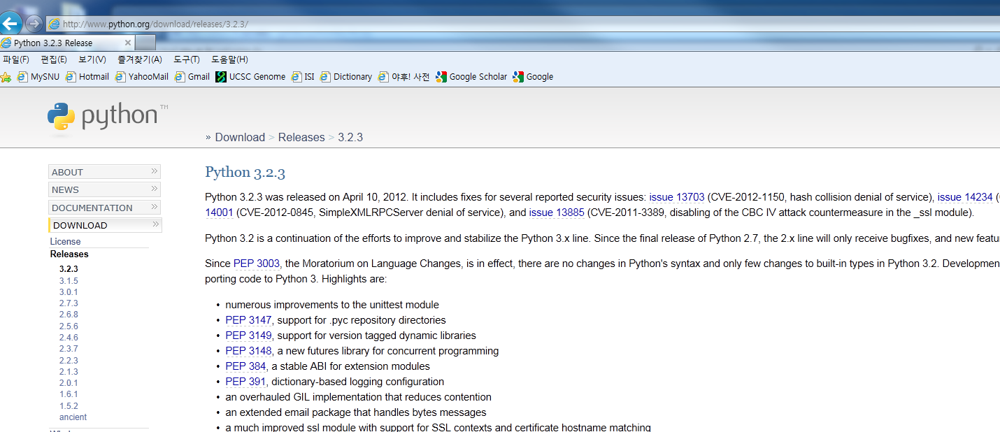 http://www.python.org/download/releases/3.2.3/
Python 3.2.3 Release
파일(F) 편집(E) 보기(V) 즐겨찾기(A) 도구(T) 도움말(H)
MySNU Hotmail YahooMail Gmail UCSC Genome ISI Dictionary 야후! 사전 Google Scholar Google
python™
» Download > Releases > 3.2.3
ABOUT »
NEWS »
DOCUMENTATION »
DOWNLOAD »
License
Releases
3.2.3
3.1.5
3.0.1
2.7.3
2.6.8
2.5.6
2.4.6
2.3.7
2.2.3
2.1.3
2.0.1
1.6.1
1.5.2
ancient
Python 3.2.3
Python 3.2.3 was released on April 10, 2012. It includes fixes for several reported security issues: issue 13703 (CVE-2012-1150, hash collision denial of service), issue 14234 (
14001 (CVE-2012-0845, SimpleXMLRPCServer denial of service), and issue 13885 (CVE-2011-3389, disabling of the CBC IV attack countermeasure in the _ssl module).
Python 3.2 is a continuation of the efforts to improve and stabilize the Python 3.x line. Since the final release of Python 2.7, the 2.x line will only receive bugfixes, and new featu
Since PEP 3003, the Moratorium on Language Changes, is in effect, there are no changes in Python's syntax and only few changes to built-in types in Python 3.2. Developmen
porting code to Python 3. Highlights are:
• numerous improvements to the unittest module
• PEP 3147, support for .pyc repository directories
• PEP 3149, support for version tagged dynamic libraries
• PEP 3148, a new futures library for concurrent programming
• PEP 384, a stable ABI for extension modules
• PEP 391, dictionary-based logging configuration
• an overhauled GIL implementation that reduces contention
• an extended email package that handles bytes messages
• a much improved ssl module with support for SSL contexts and certificate hostname matching